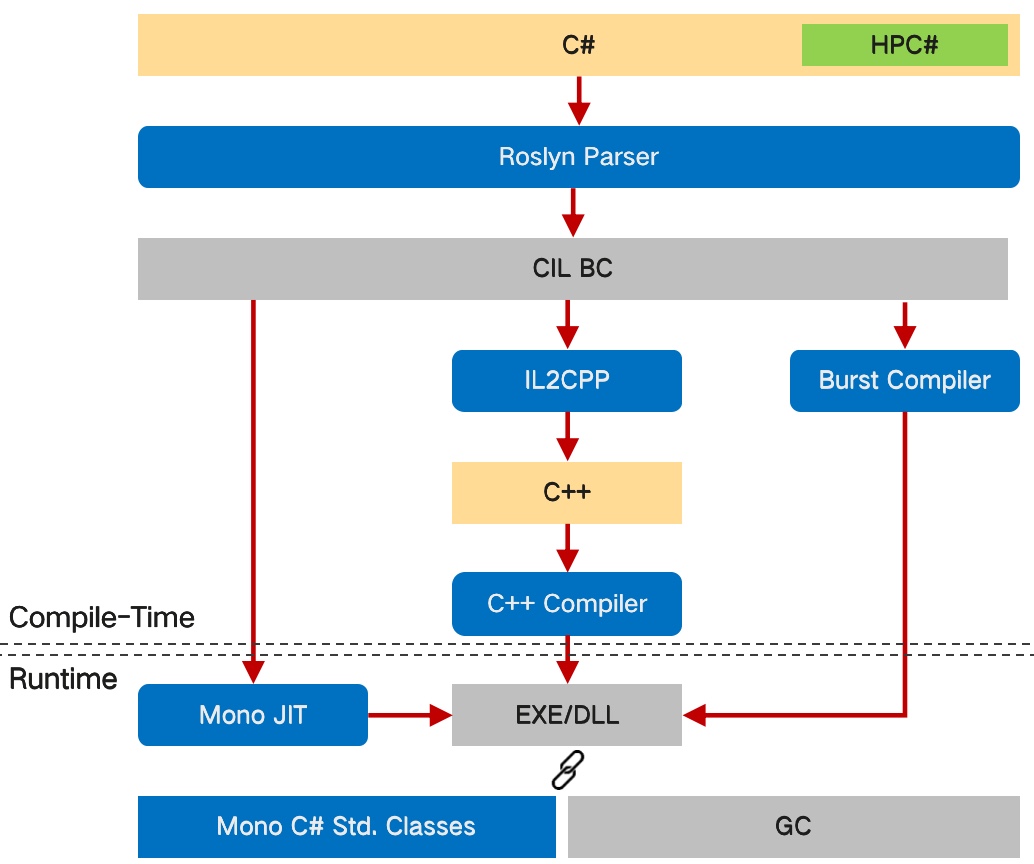 C#
HPC#
Roslyn Parser
CIL BC
IL2CPP
Burst Compiler
C++
C++ Compiler
Compile-Time
Runtime
Mono JIT
EXE/DLL
Mono C# Std. Classes
GC